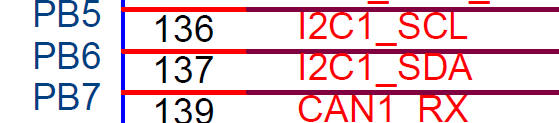 PB5
136 I2C1_SCL
PB6
137 I2C1_SDA
PB7
139 CAN1_RX